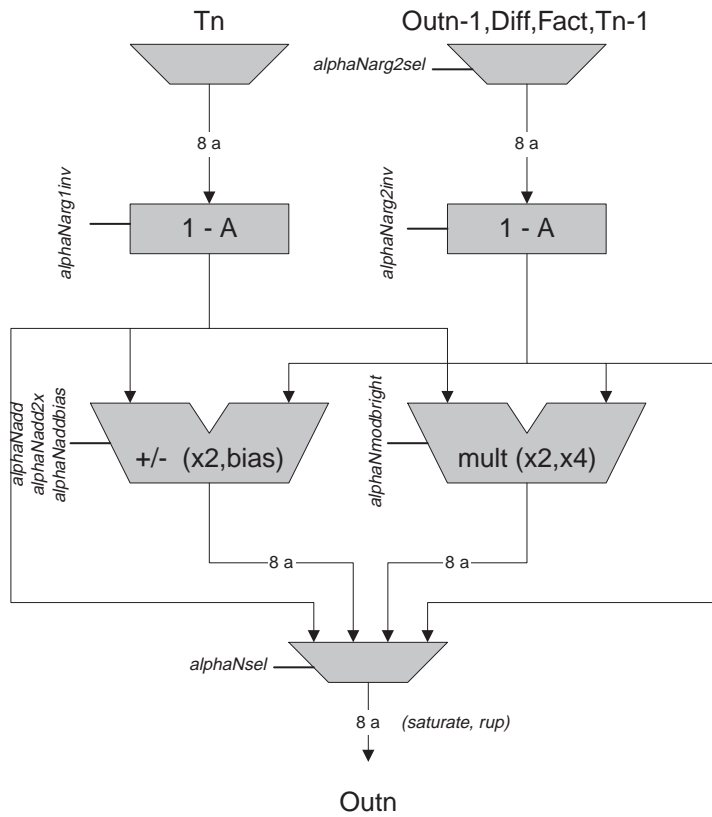 Tn
Outn-1,Diff,Fact,Tn-1
alphaNarg2sel
8 a
8 a
alphaNarg1inv
1 - A
alphaNarg2inv
1 - A
alphaNadd
alphaNadd2x
alphaNaddbias
+/- (x2,bias)
alphaNmodbright
mult (x2,x4)
8 a
8 a
alphaNsel
8 a (saturate, rup)
Outn